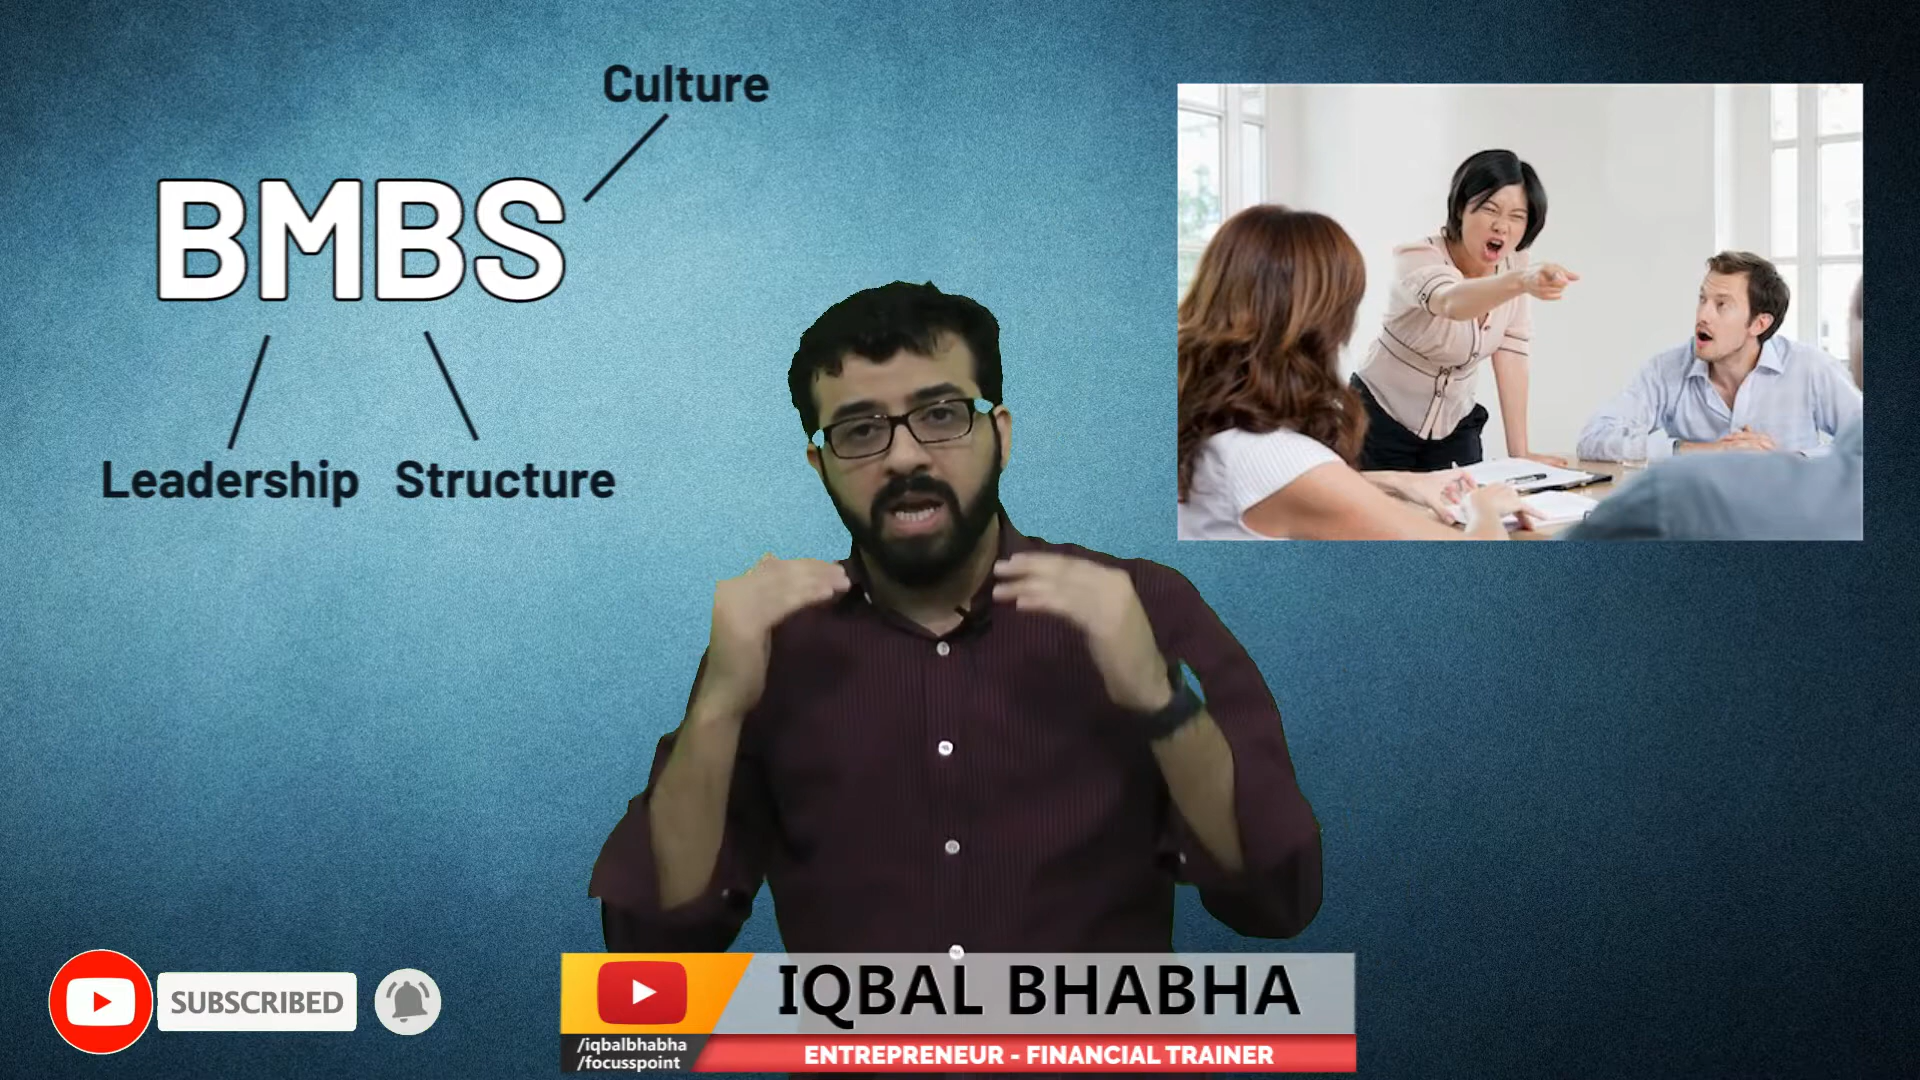 Culture
BMBS
Leadership Structure
SUBSCRIBED
IQBAL BHABHA
/iqbalbhabha
/focusspoint
ENTREPRENEUR - FINANCIAL TRAINER